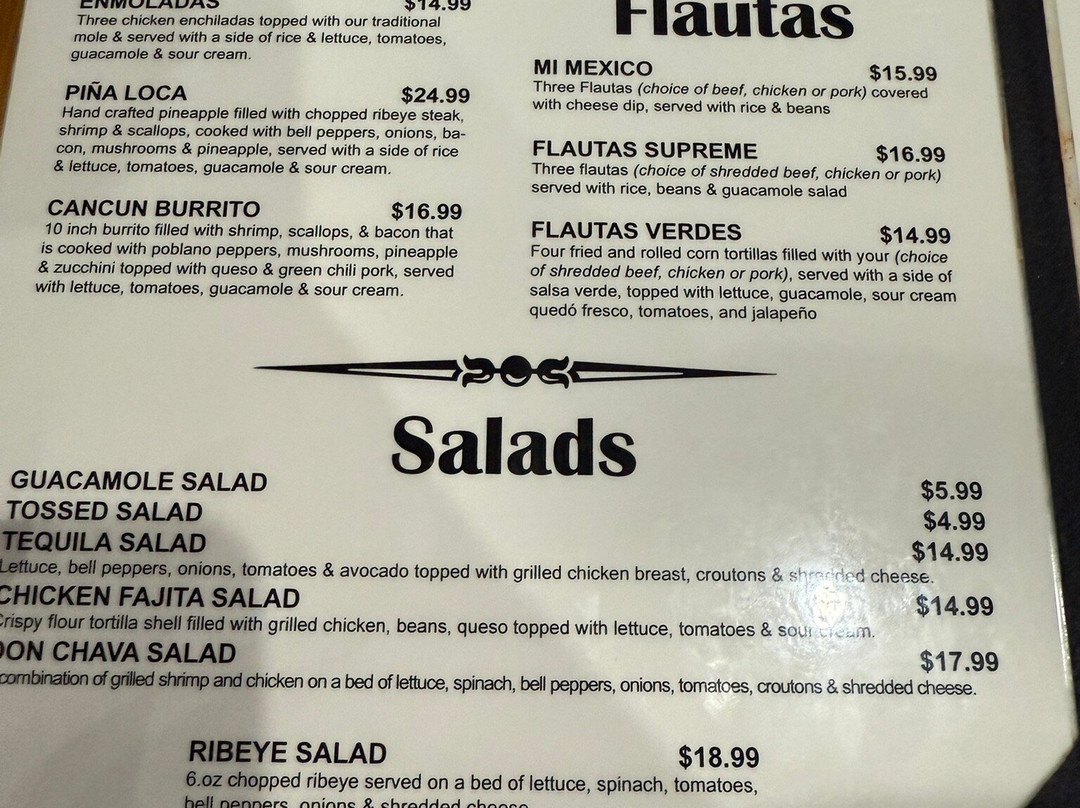 ENMOLADAS $14.99
Three chicken enchiladas topped with our traditional
mole & served with a side of rice & lettuce, tomatoes,
guacamole & sour cream.
PIÑA LOCA $24.99
Hand crafted pineapple filled with chopped ribeye steak,
shrimp & scallops, cooked with bell peppers, onions, ba-
con, mushrooms & pineapple, served with a side of rice
& lettuce, tomatoes, guacamole & sour cream.
CANCUN BURRITO $16.99
10 inch burrito filled with shrimp, scallops, & bacon that
is cooked with poblano peppers, mushrooms, pineapple
& zucchini topped with queso & green chili pork, served
with lettuce, tomatoes, guacamole & sour cream.
Flautas
MI MEXICO $15.99
Three Flautas (choice of beef, chicken or pork) covered
with cheese dip, served with rice & beans
FLAUTAS SUPREME $16.99
Three flautas (choice of shredded beef, chicken or pork)
served with rice, beans & guacamole salad
FLAUTAS VERDES $14.99
Four fried and rolled corn tortillas filled with your (choice
of shredded beef, chicken or pork), served with a side of
salsa verde, topped with lettuce, guacamole, sour cream
quedó fresco, tomatoes, and jalapeño
Salads
GUACAMOLE SALAD $5.99
TOSSED SALAD $4.99
TEQUILA SALAD $14.99
Lettuce, bell peppers, onions, tomatoes & avocado topped with grilled chicken breast, croutons & shredded cheese.
CHICKEN FAJITA SALAD $14.99
Crispy flour tortilla shell filled with grilled chicken, beans, queso topped with lettuce, tomatoes & sour cream.
DON CHAVA SALAD $17.99
combination of grilled shrimp and chicken on a bed of lettuce, spinach, bell peppers, onions, tomatoes, croutons & shredded cheese.
RIBEYE SALAD $18.99
6.oz chopped ribeye served on a bed of lettuce, spinach, tomatoes,
bell peppers, onions & shredded cheese